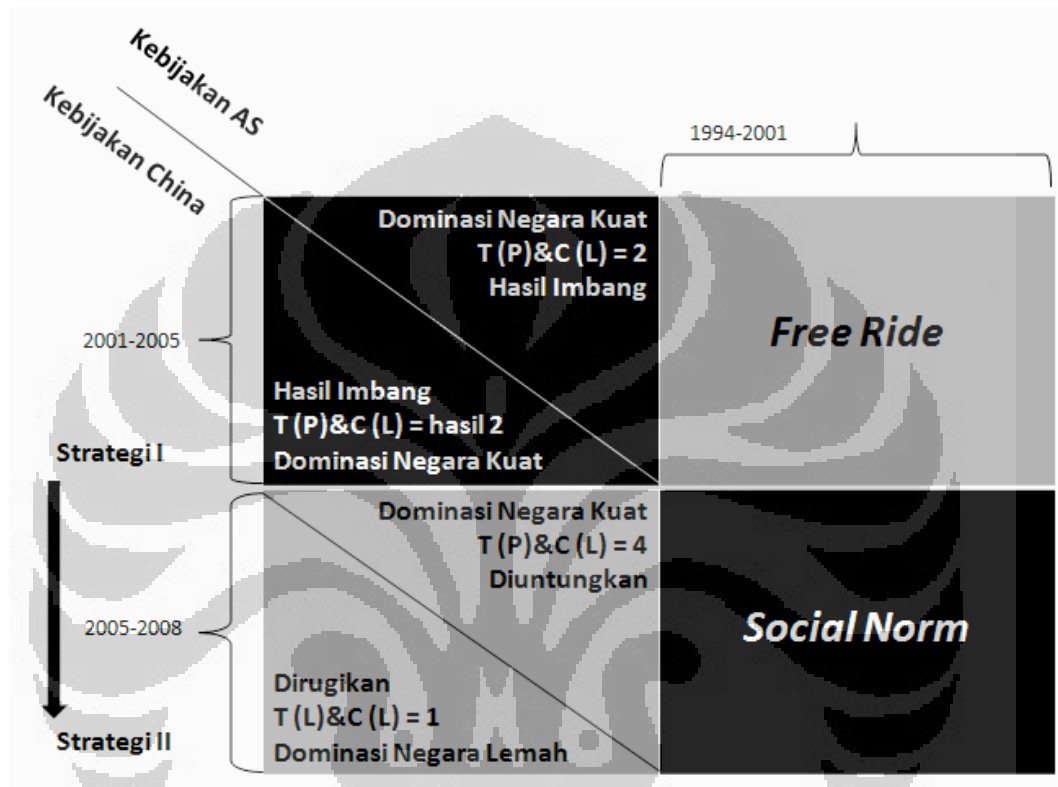 Kebijakan AS
Kebijakan China
1994-2001
2001-2005
Dominasi Negara Kuat
T (P)&C (L) = 2
Hasil Imbang
Hasil Imbang
T (P)&C (L) = hasil 2
Dominasi Negara Kuat
Free Ride
Strategi I
2005-2008
Dominasi Negara Kuat
T (P)&C (L) = 4
Diuntungkan
Dirugikan
T (L)&C (L) = 1
Dominasi Negara Lemah
Social Norm
Strategi II